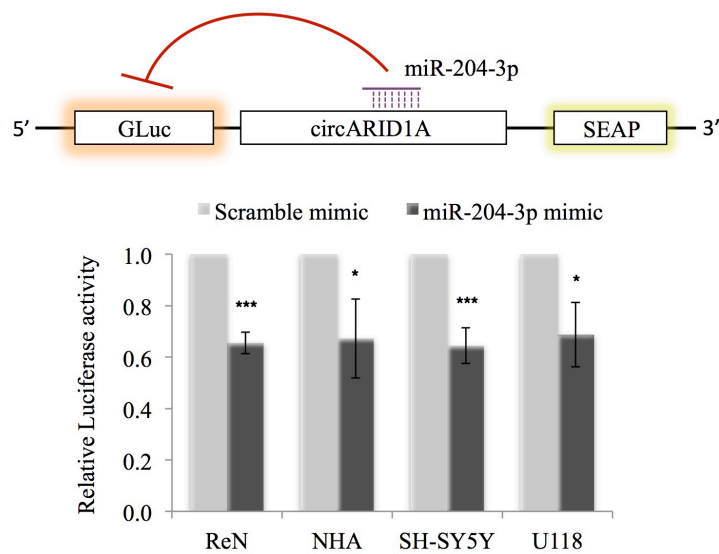 miR-204-3p
5’ GLuc circARID1A SEAP 3’
Scramble mimic miR-204-3p mimic
Relative Luciferase activity
1.0
0.8
0.6
0.4
0.2
0.0
***
*
***
*
ReN NHA SH-SY5Y U118